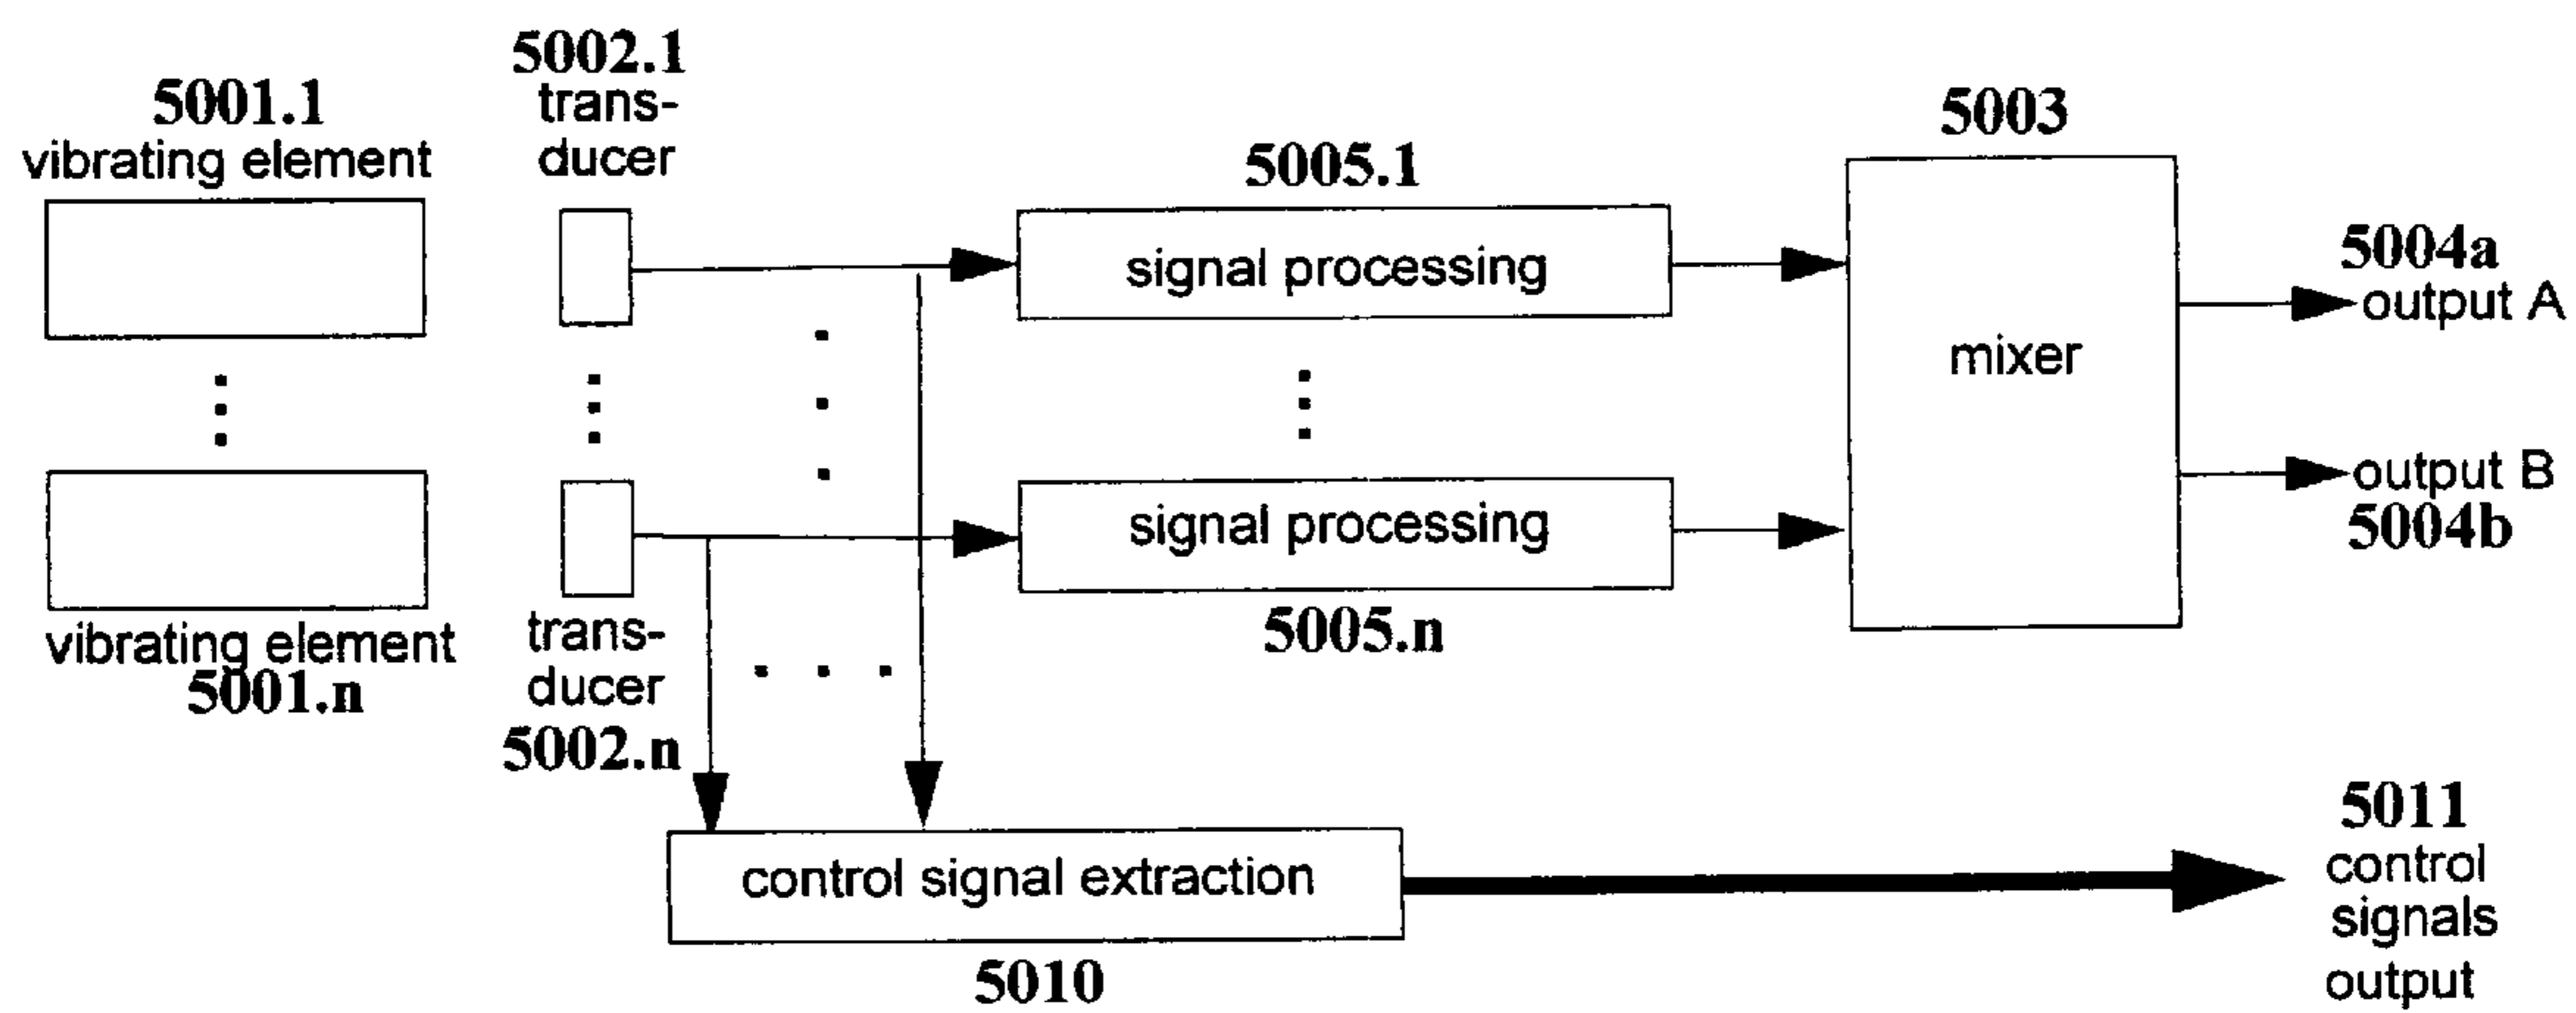 5001.1
vibrating element
5002.1
trans-
ducer
5005.1
signal processing
5003
mixer
5004a
output A
output B
5004b
signal processing
5005.n
vibrating element
5001.n
trans-
ducer
5002.n
control signal extraction
5010
5011
control
signals
output